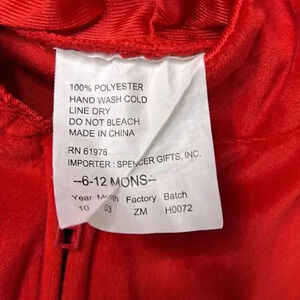 100% POLYESTER
HAND WASH COLD
LINE DRY
DO NOT BLEACH
MADE IN CHINA
RN 61978
IMPORTER : SPENCER GIFTS, INC.
--6-12 MONS--
Year Month Factory Batch
10 03 ZM H0072